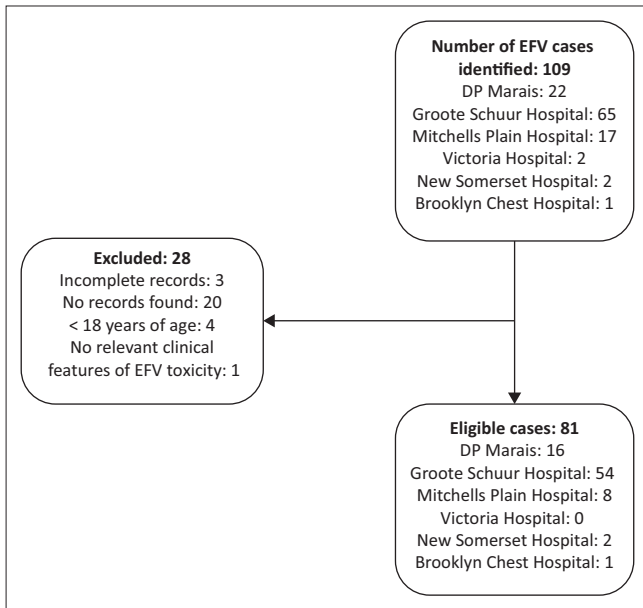 Number of EFV cases
identified: 109
DP Marais: 22
Groote Schuur Hospital: 65
Mitchells Plain Hospital: 17
Victoria Hospital: 2
New Somerset Hospital: 2
Brooklyn Chest Hospital: 1
Excluded: 28
Incomplete records: 3
No records found: 20
< 18 years of age: 4
No relevant clinical
features of EFV toxicity: 1
Eligible cases: 81
DP Marais: 16
Groote Schuur Hospital: 54
Mitchells Plain Hospital: 8
Victoria Hospital: 0
New Somerset Hospital: 2
Brooklyn Chest Hospital: 1